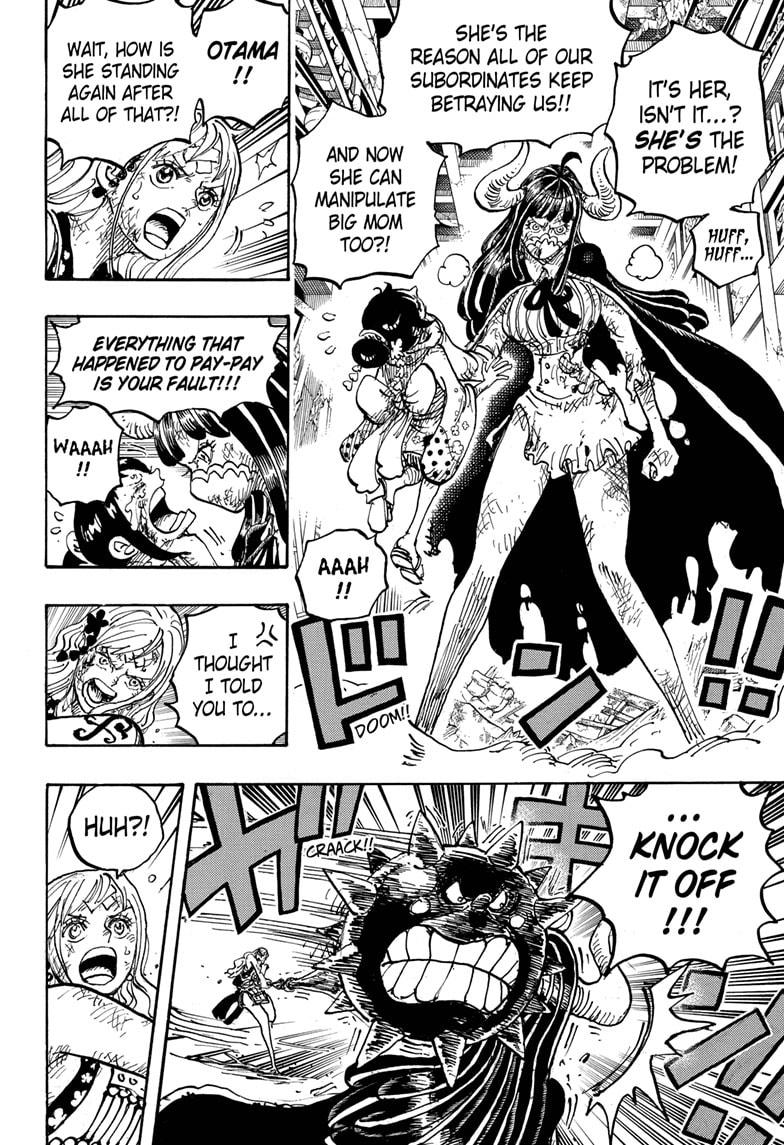 IT'S HER,
ISN'T IT...?
SHE'S THE
PROBLEM!
SHE'S THE
REASON ALL OF OUR
SUBORDINATES KEEP
BETRAYING US!!
HUFF,
HUFF...
AND NOW
SHE CAN
MANIPULATE
BIG MOM
TOO?!
AAAH
!!
ドン!!
DOOM!!
OTAMA
!!
WAIT, HOW IS
SHE STANDING
AGAIN AFTER
ALL OF THAT?!
EVERYTHING THAT
HAPPENED TO PAY-PAY
IS YOUR FAULT!!!
WAAAH
!!
I
THOUGHT
I TOLD
YOU TO...
...
KNOCK
IT OFF
!!!
CRAACK!!
HUH?!